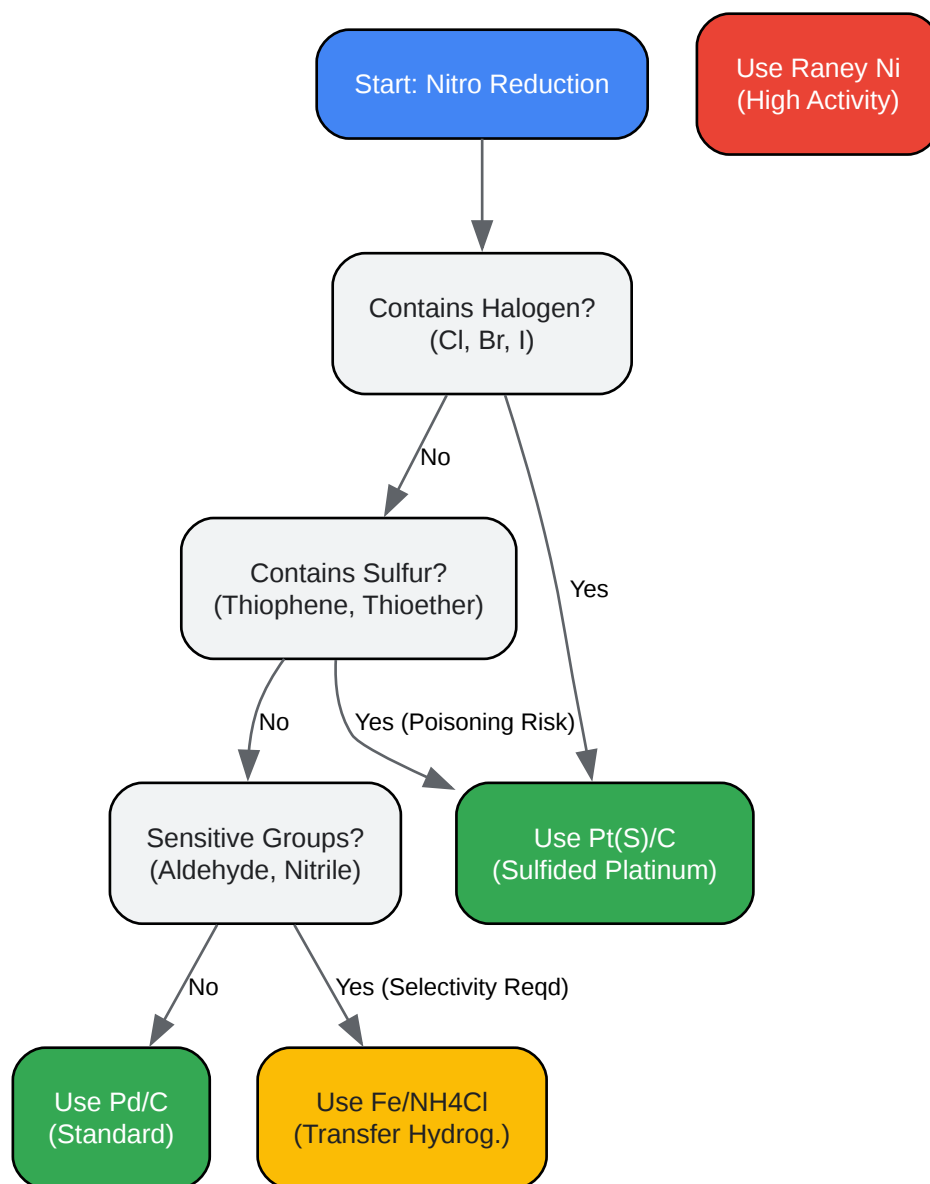 Start: Nitro Reduction
Use Raney Ni
(High Activity)
Contains Halogen?
(Cl, Br, I)
No
Yes
Contains Sulfur?
(Thiophene, Thioether)
No
Yes (Poisoning Risk)
Sensitive Groups?
(Aldehyde, Nitrile)
Use Pt(S)/C
(Sulfided Platinum)
No
Yes (Selectivity Reqd)
Use Pd/C
(Standard)
Use Fe/NH4Cl
(Transfer Hydrog.)